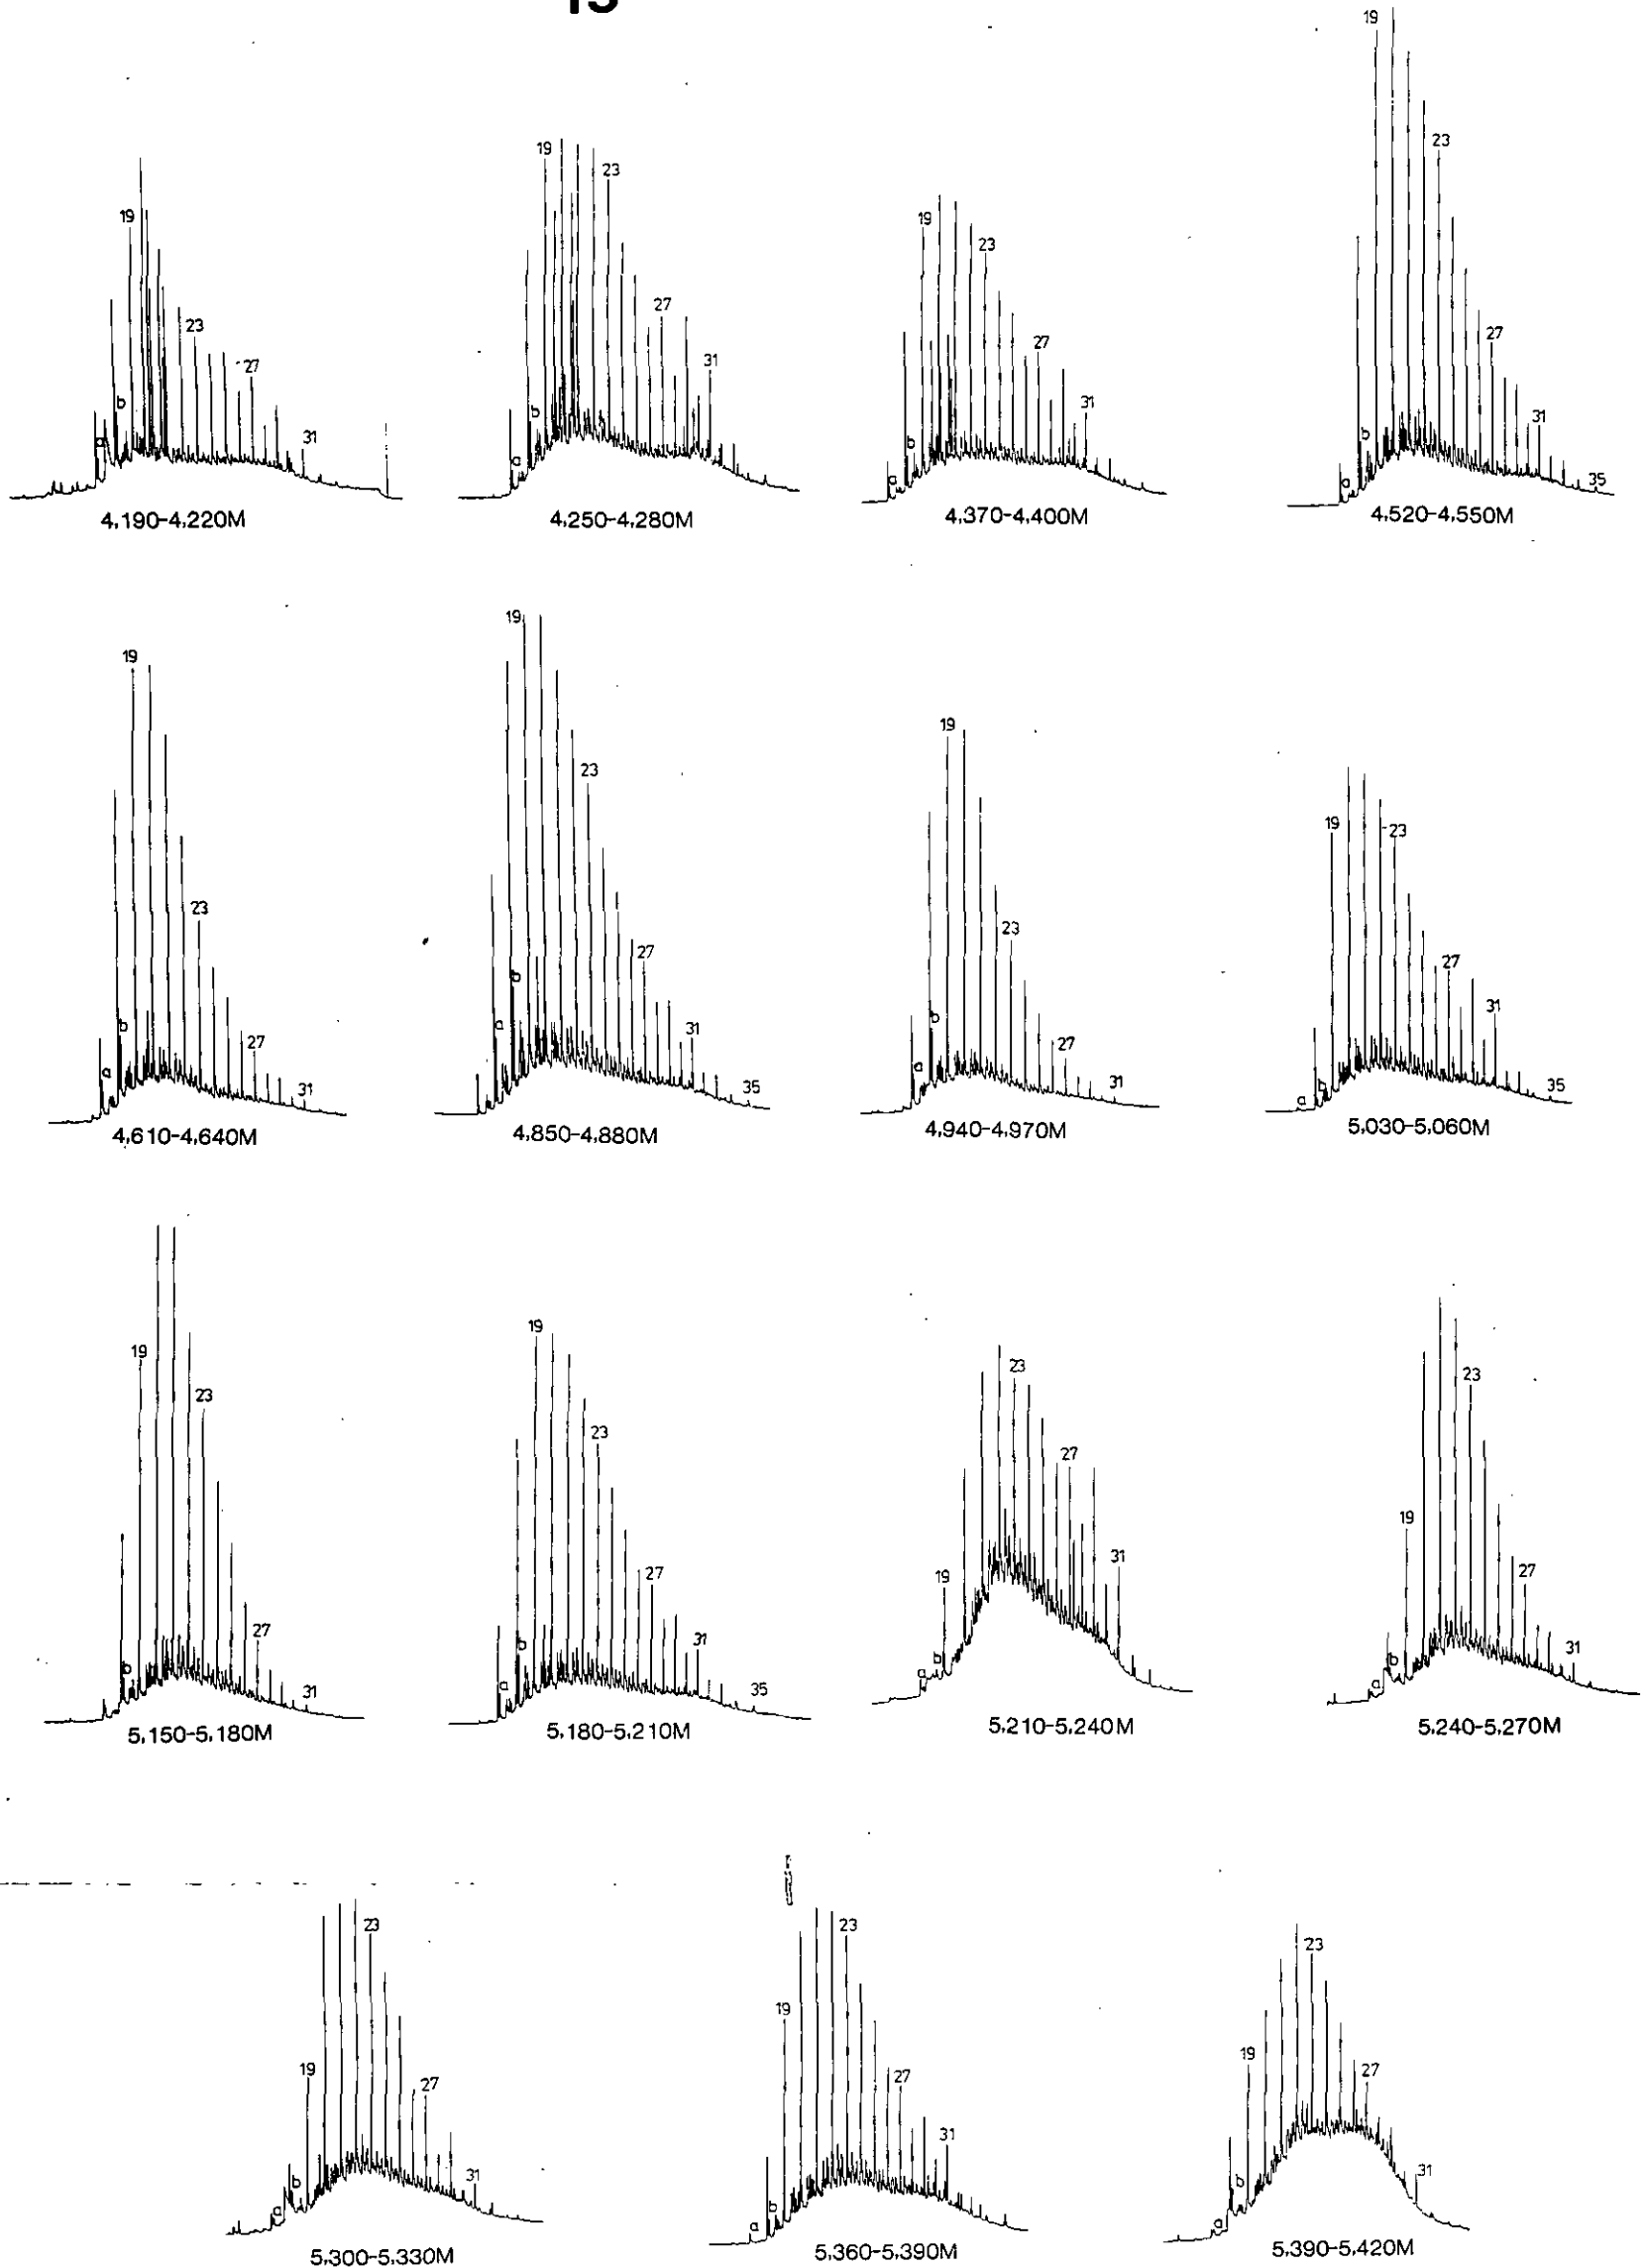 19
19
23
b
a
27
31
4,190-4,220M
19
23
b
a
27
31
4,250-4,280M
19
23
b
a
27
31
4,370-4,400M
19
23
b
a
27
31
35
4,520-4,550M
19
23
b
a
27
31
4,610-4,640M
19
23
b
a
27
31
35
4,850-4,880M
19
23
b
a
27
31
4,940-4,970M
19
23
b
a
27
31
35
5,030-5,060M
19
23
b
27
31
5,150-5,180M
19
23
b
a
27
31
35
5,180-5,210M
19
23
b
a
27
31
5,210-5,240M
19
23
b
a
27
31
5,240-5,270M
19
23
b
a
27
31
5,300-5,330M
19
23
b
a
27
31
5,360-5,390M
19
23
b
a
27
31
5,390-5,420M